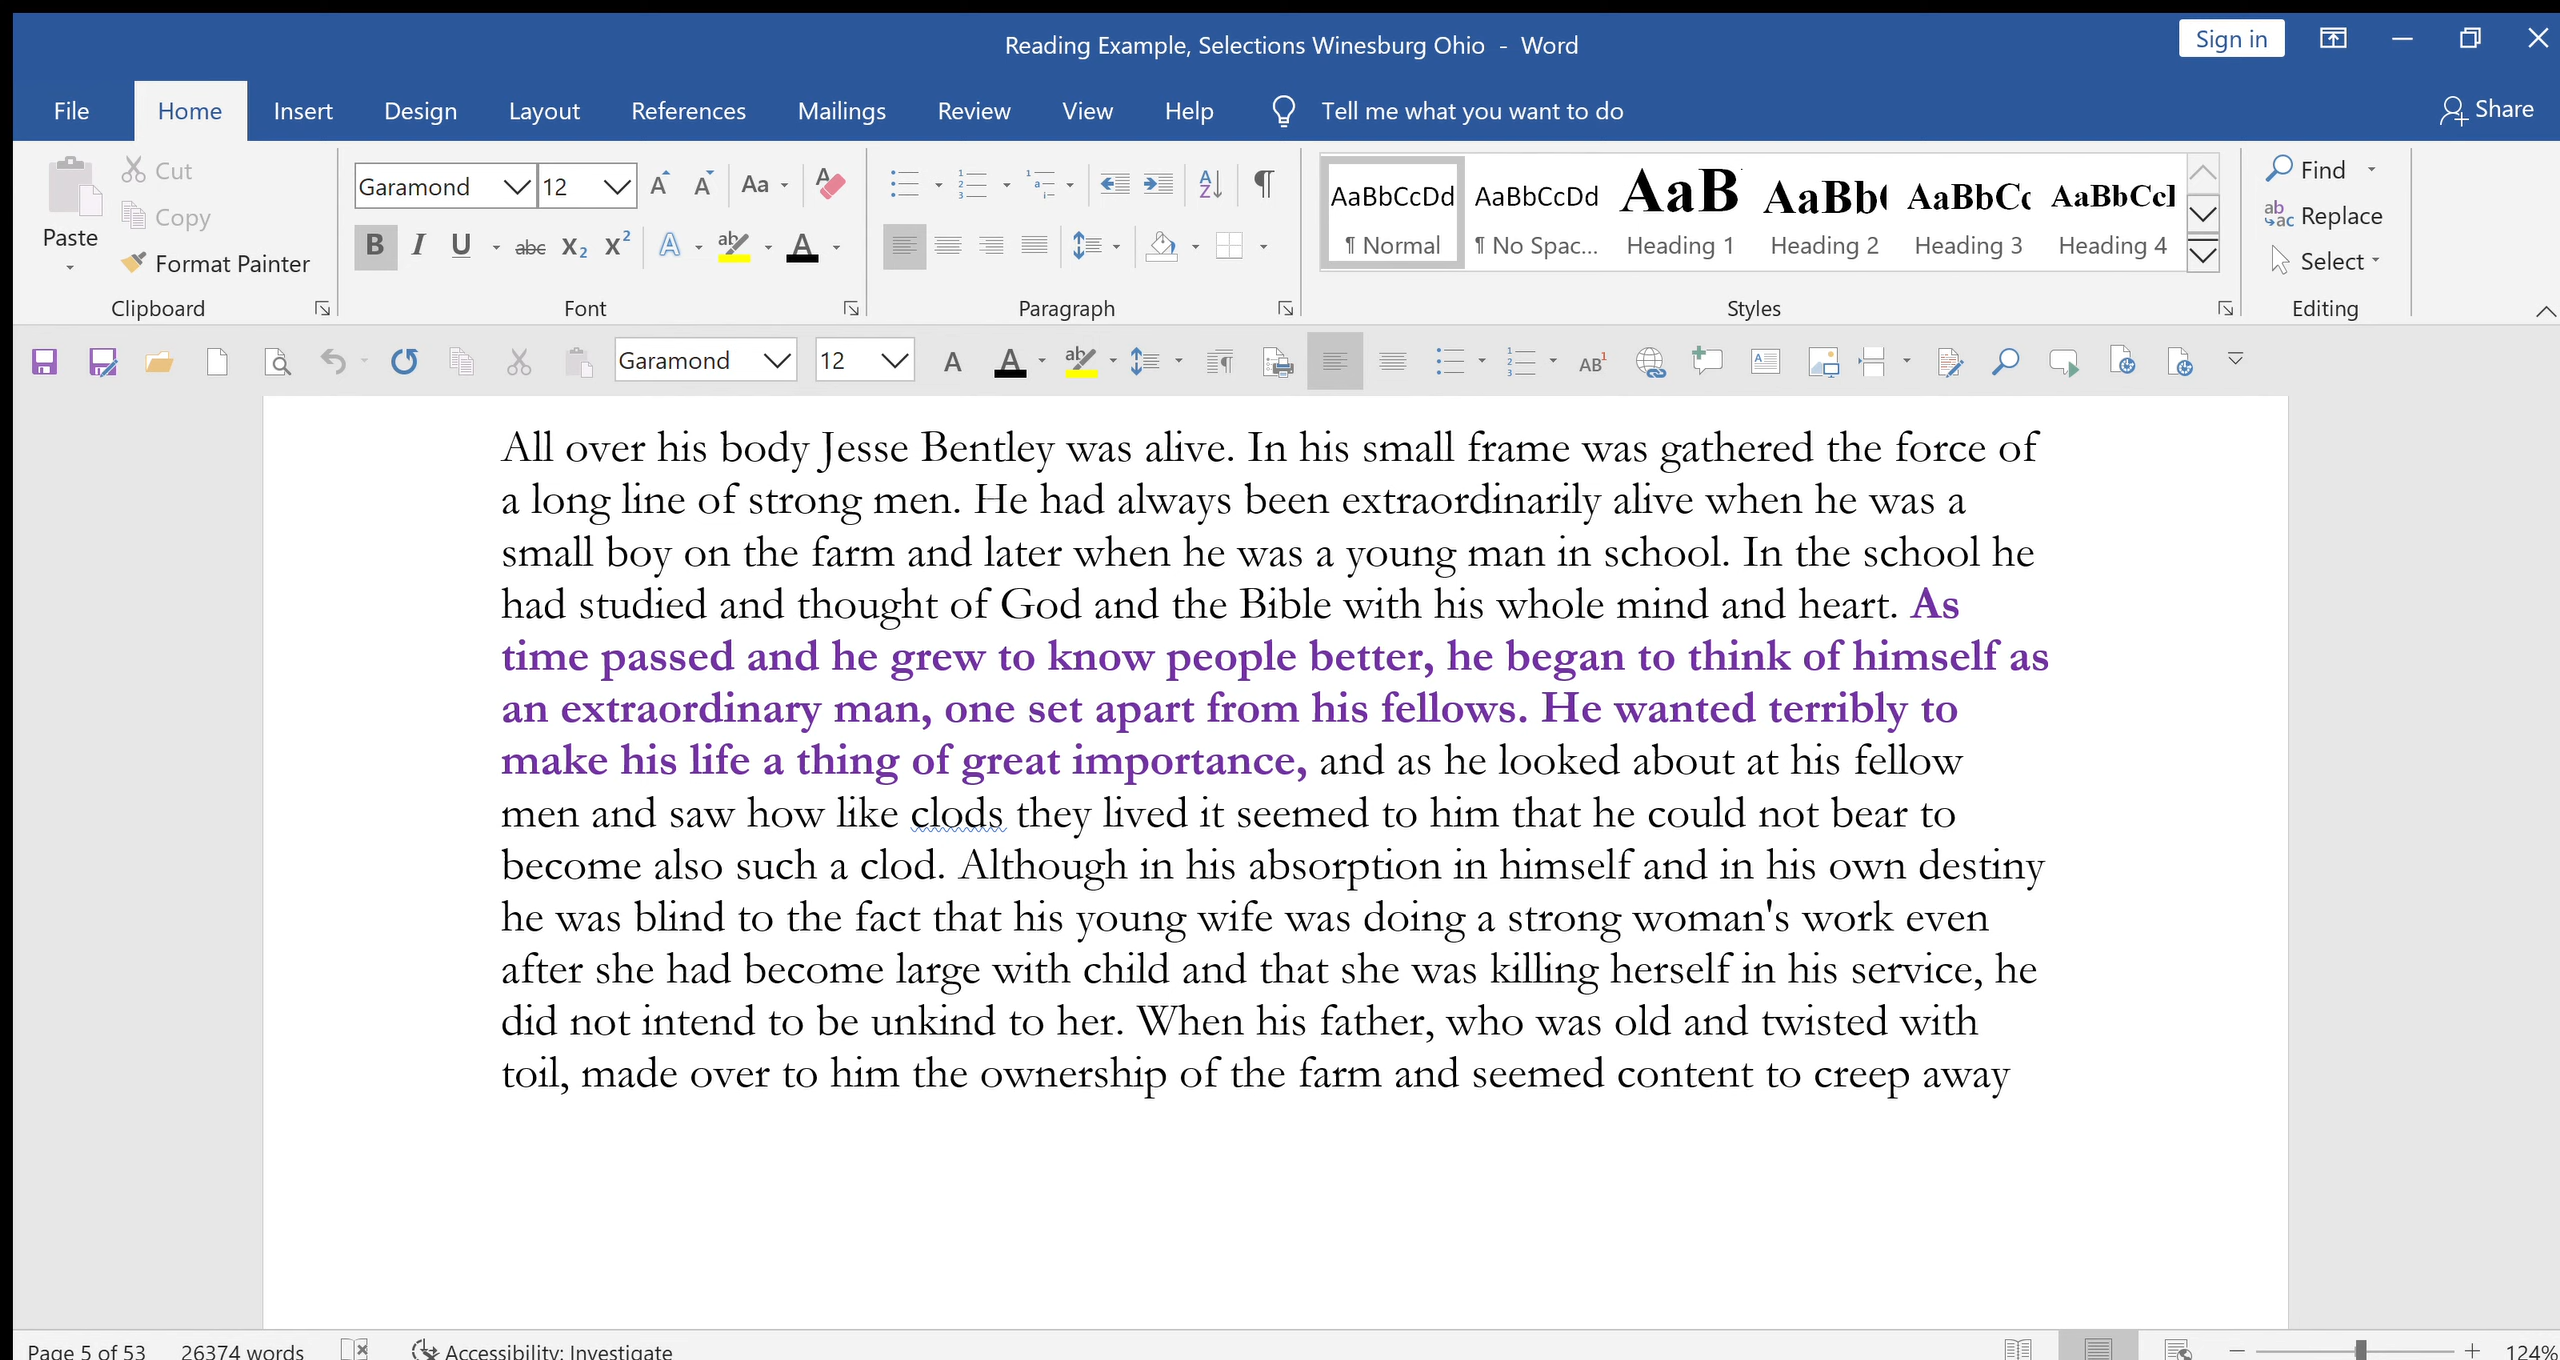 Reading Example, Selections Winesburg Ohio - Word
Sign in
File Home Insert Design Layout References Mailings Review View Help Tell me what you want to do Share
Paste
Cut
Copy
Format Painter
Clipboard
Garamond 12 Aa
B I U abc X2 X2 A ab A
Font
Paragraph
AaBbCcDd AaBbCcDd AaB AaBb( AaBbCc AaBbCcl
¶ Normal ¶ No Spac... Heading 1 Heading 2 Heading 3 Heading 4
Styles
Find
Replace
Select
Editing
Garamond 12 A A ab AB1
All over his body Jesse Bentley was alive. In his small frame was gathered the force of
a long line of strong men. He had always been extraordinarily alive when he was a
small boy on the farm and later when he was a young man in school. In the school he
had studied and thought of God and the Bible with his whole mind and heart. As
time passed and he grew to know people better, he began to think of himself as
an extraordinary man, one set apart from his fellows. He wanted terribly to
make his life a thing of great importance, and as he looked about at his fellow
men and saw how like clods they lived it seemed to him that he could not bear to
become also such a clod. Although in his absorption in himself and in his own destiny
he was blind to the fact that his young wife was doing a strong woman's work even
after she had become large with child and that she was killing herself in his service, he
did not intend to be unkind to her. When his father, who was old and twisted with
toil, made over to him the ownership of the farm and seemed content to creep away
Page 5 of 53 26374 words Accessibility: Investigate 124%